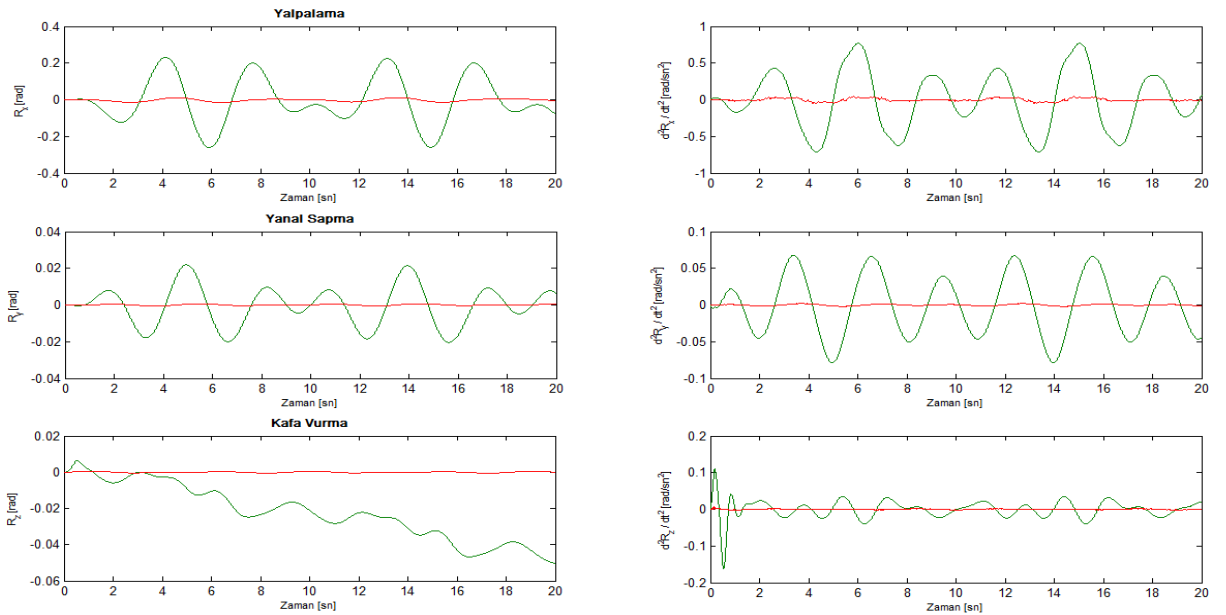 Yalpalama
0.4
0.2
0
-0.2
-0.4
Rχ [rad]
0 2 4 6 8 10 12 14 16 18 20
Zaman [sn]
1
0.5
0
-0.5
-1
d²Rχ / dt² [rad/sn²]
0 2 4 6 8 10 12 14 16 18 20
Zaman [sn]
Yanal Sapma
0.04
0.02
0
-0.02
-0.04
Ry [rad]
0 2 4 6 8 10 12 14 16 18 20
Zaman [sn]
0.1
0.05
0
-0.05
-0.1
d²Ry / dt² [rad/sn²]
0 2 4 6 8 10 12 14 16 18 20
Zaman [sn]
Kafa Vurma
0.02
0
-0.02
-0.04
-0.06
Rz [rad]
0 2 4 6 8 10 12 14 16 18 20
Zaman [sn]
0.2
0.1
0
-0.1
-0.2
d²Rz / dt² [rad/sn²]
0 2 4 6 8 10 12 14 16 18 20
Zaman [sn]